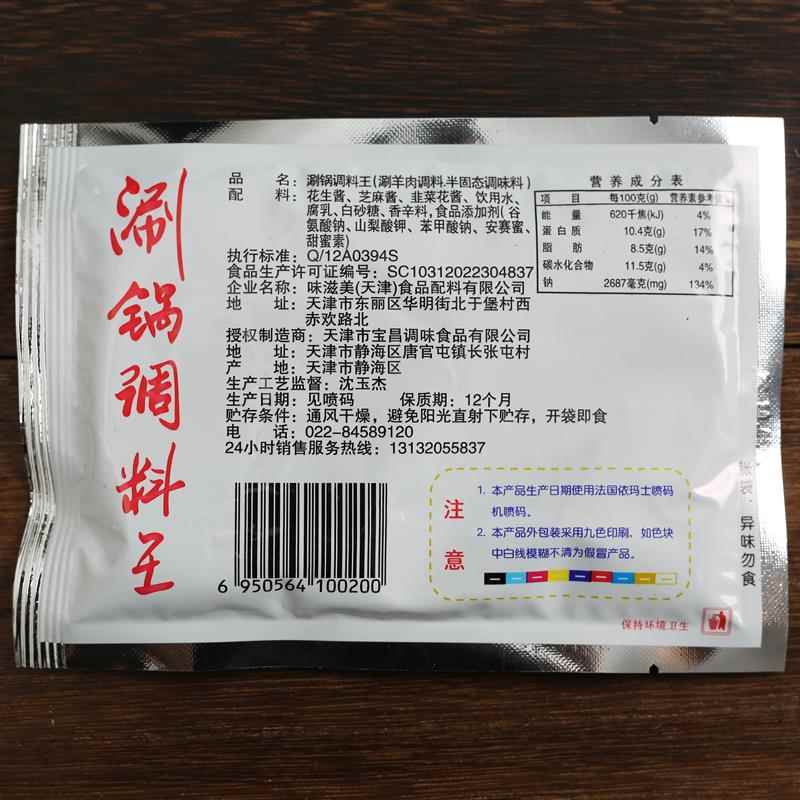 涮锅调料王
品 名：涮锅调料王(涮羊肉调料.半固态调味料)
配 料：花生酱、芝麻酱、韭菜花酱、饮用水、
腐乳、白砂糖、香辛料,食品添加剂(谷
氨酸钠、山梨酸钾、苯甲酸钠、安赛蜜、
甜蜜素)
执行标准：Q/12A0394S
食品生产许可证编号：SC10312022304837
企业名称：味滋美(天津)食品配料有限公司
地 址：天津市东丽区华明街北于堡村西
赤欢路北
授权制造商：天津市宝昌调味食品有限公司
地 址：天津市静海区唐官屯镇长张屯村
产 地：天津市静海区
生产工艺监督：沈玉杰
生产日期：见喷码 保质期：12个月
贮存条件：通风干燥，避免阳光直射下贮存，开袋即食
电 话：022-84589120
24小时销售服务热线：13132055837
营养成分表
项 目 每100克(g) 营养素参考
能 量 620千焦(kJ) 4%
蛋白质 10.4克(g) 17%
脂 肪 8.5克(g) 14%
碳水化合物 11.5克(g) 4%
钠 2687毫克(mg) 134%
6 950564 100200
注意
1. 本产品生产日期使用法国依玛士喷码
机喷码。
2. 本产品外包装采用九色印刷、如色块
中白线模糊不清为假冒产品。
异味勿食
保持环境卫生